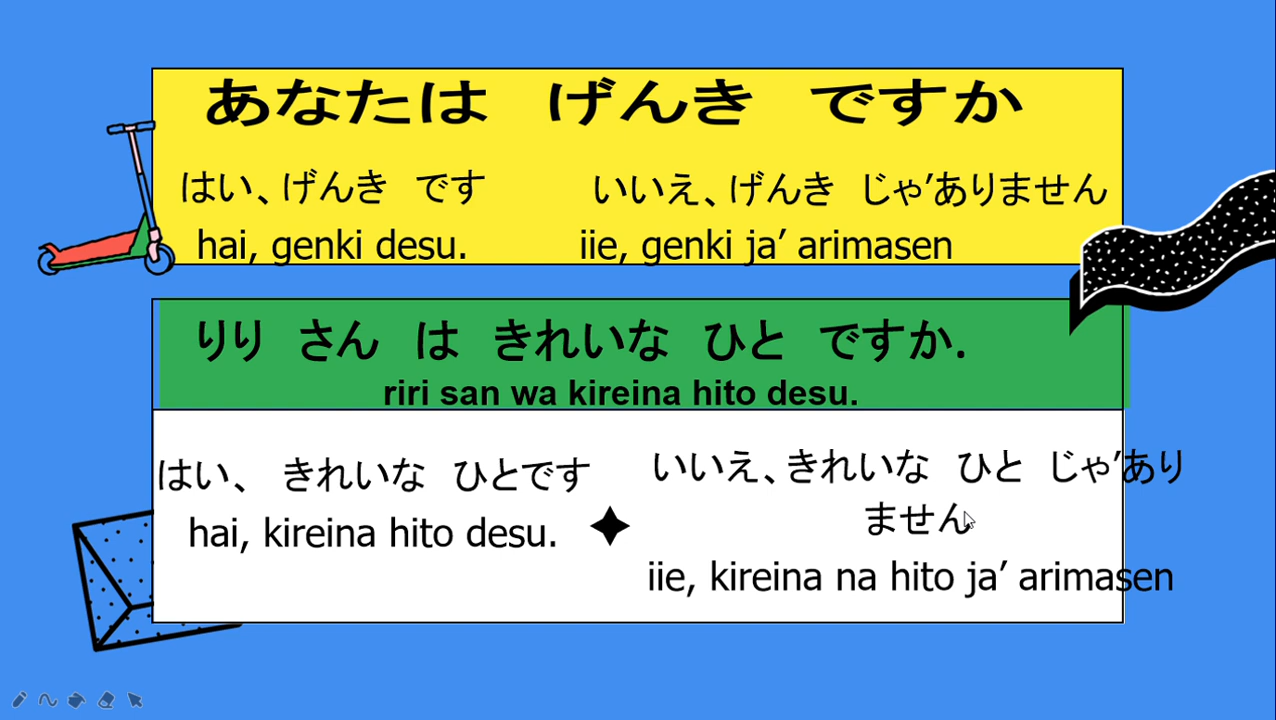 あなたは　げんき　ですか
はい、げんき　です
hai, genki desu.
いいえ、げんき　じゃ’ありません
iie, genki ja’ arimasen
りり　さん　は　きれいな　ひと　ですか.
riri san wa kireina hito desu.
はい、　きれいな　ひとです
hai, kireina hito desu.
いいえ、きれいな　ひと　じゃ’あり
ません
iie, kireina na hito ja’ arimasen